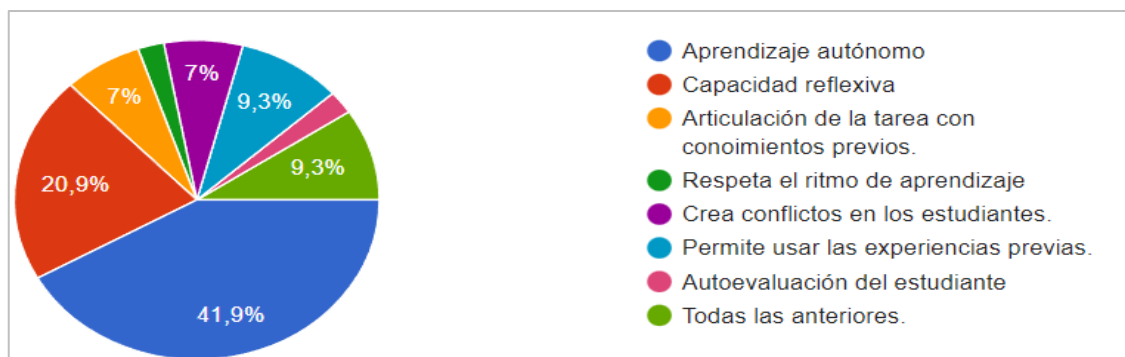 7%
7%
9,3%
9,3%
20,9%
41,9%
Aprendizaje autónomo
Capacidad reflexiva
Articulación de la tarea con
conoimientos previos.
Respeta el ritmo de aprendizaje
Crea conflictos en los estudiantes.
Permite usar las experiencias previas.
Autoevaluación del estudiante
Todas las anteriores.